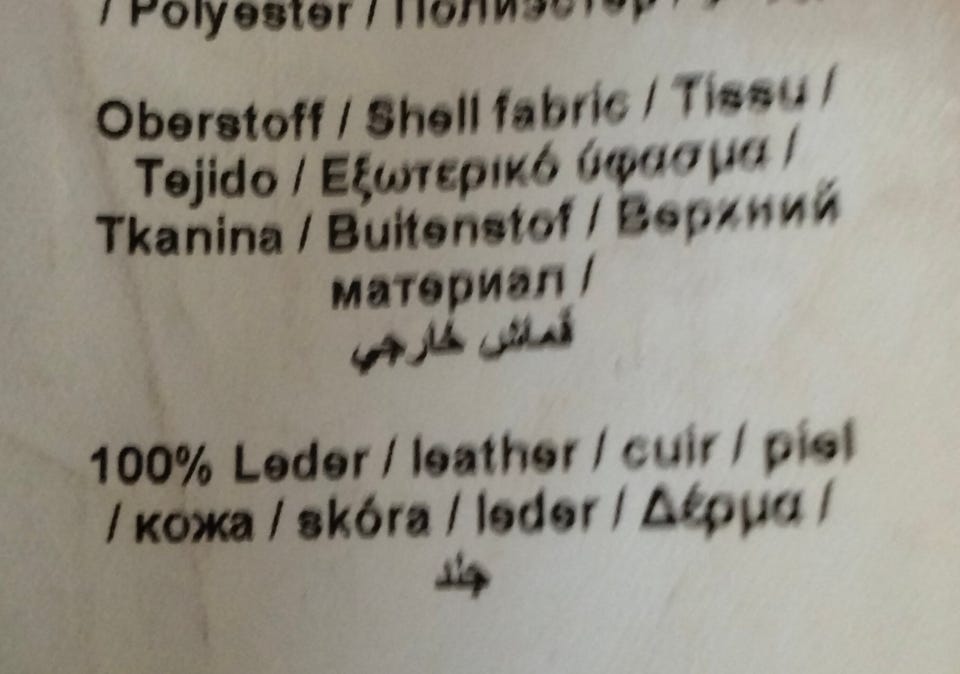 / Polyester / Полиэстер /
Oberstoff / Shell fabric / Tissu /
Tejido / Εξωτερικό ύφασμα /
Tkanina / Buitenstof / Верхний
материал /
قماش خارجي
100% Leder / leather / cuir / piel
/ кожа / skóra / leder / Δέρμα /
جلد